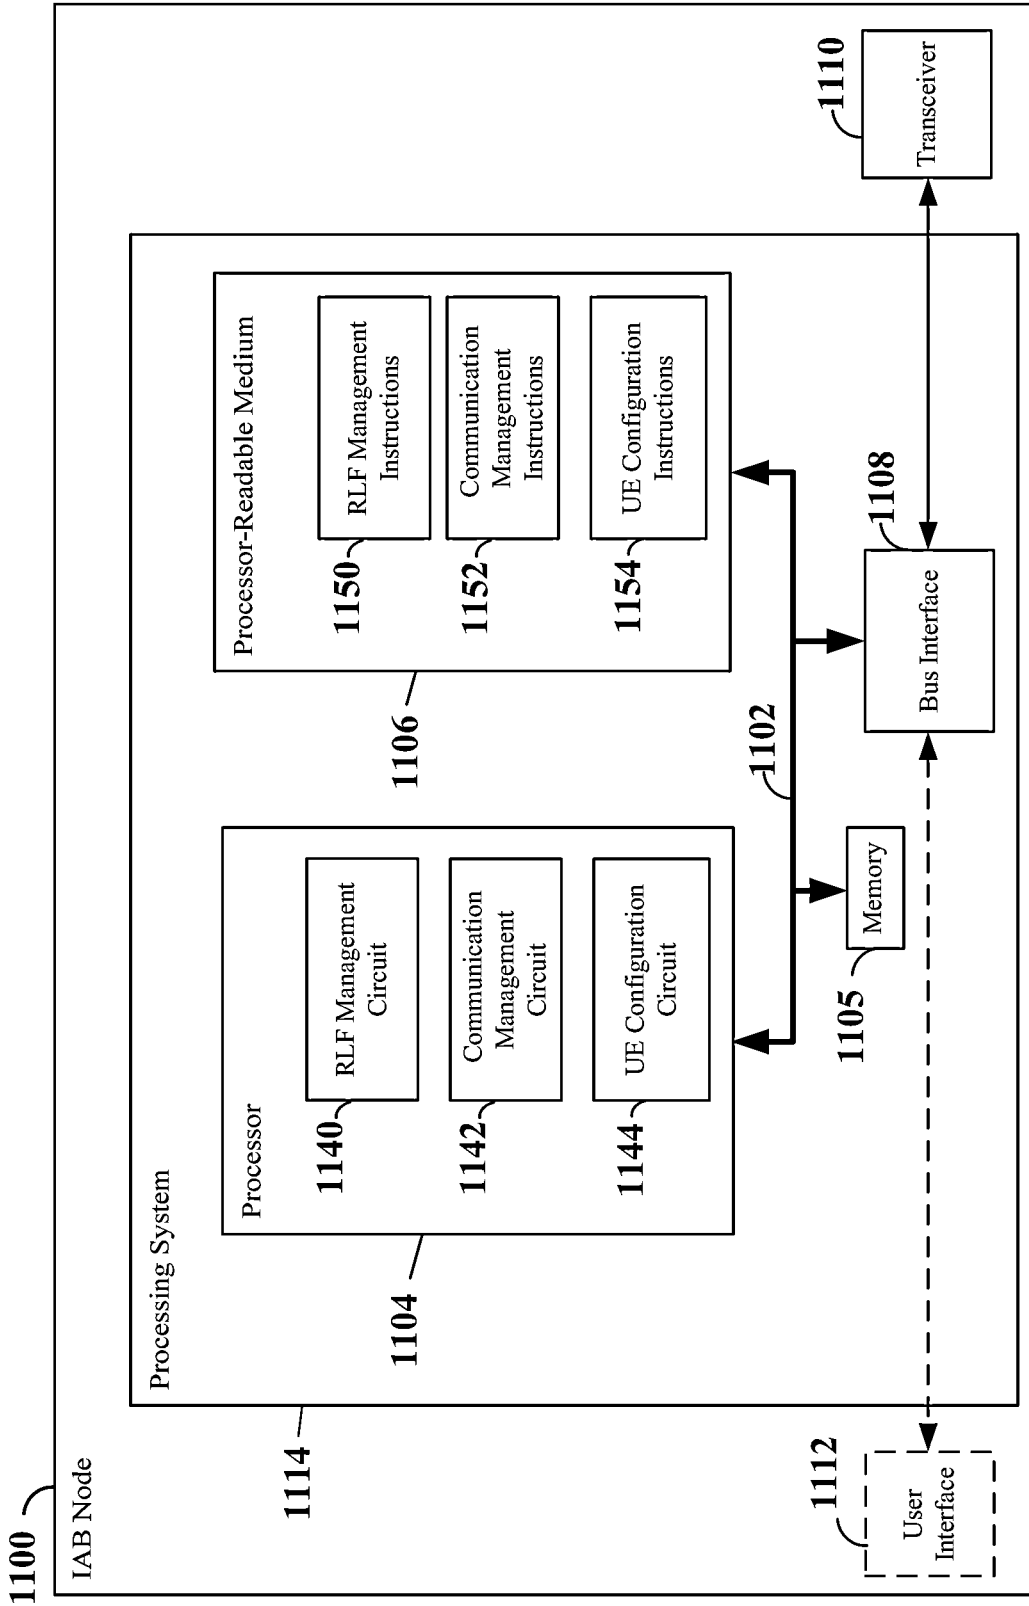 1100
IAB Node
1114
Processing System
1104
Processor
1140
RLF Management
Circuit
1142
Communication
Management
Circuit
1144
UE Configuration
Circuit
1106
Processor-Readable Medium
1150
RLF Management
Instructions
1152
Communication
Management
Instructions
1154
UE Configuration
Instructions
1102
1105
Memory
1108
Bus Interface
1112
User
Interface
1110
Transceiver